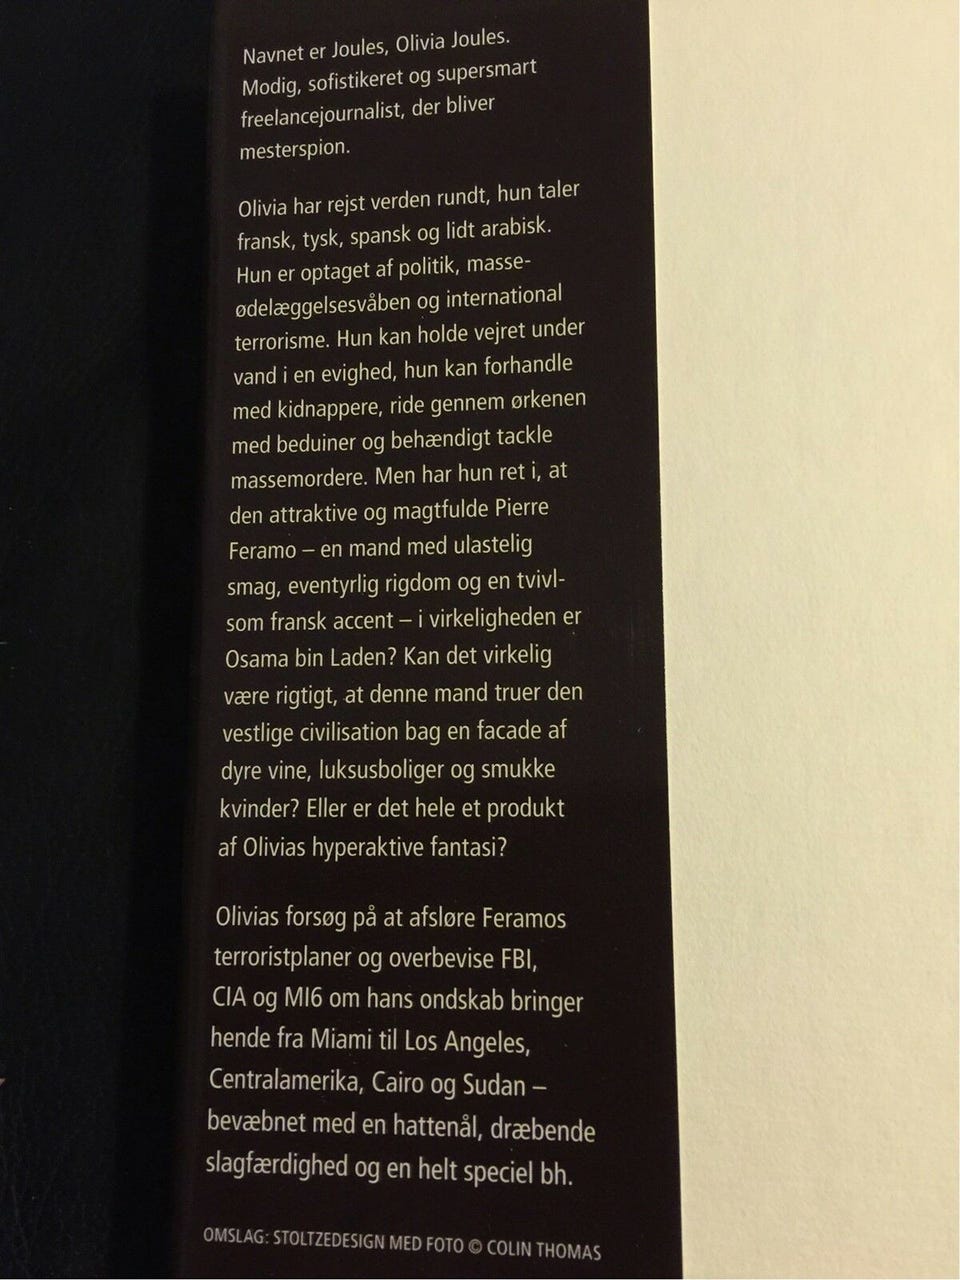 Navnet er Joules, Olivia Joules.
Modig, sofistikeret og supersmart
freelancejournalist, der bliver
mesterspion.
Olivia har rejst verden rundt, hun taler
fransk, tysk, spansk og lidt arabisk.
Hun er optaget af politik, masse-
ødelæggelsesvåben og international
terrorisme. Hun kan holde vejret under
vand i en evighed, hun kan forhandle
med kidnappere, ride gennem ørkenen
med beduiner og behændigt tackle
massemordere. Men har hun ret i, at
den attraktive og magtfulde Pierre
Feramo – en mand med ulastelig
smag, eventyrlig rigdom og en tvivl-
som fransk accent – i virkeligheden er
Osama bin Laden? Kan det virkelig
være rigtigt, at denne mand truer den
vestlige civilisation bag en facade af
dyre vine, luksusboliger og smukke
kvinder? Eller er det hele et produkt
af Olivias hyperaktive fantasi?
Olivias forsøg på at afsløre Feramos
terroristplaner og overbevise FBI,
CIA og MI6 om hans ondskab bringer
hende fra Miami til Los Angeles,
Centralamerika, Cairo og Sudan –
bevæbnet med en hattenål, dræbende
slagfærdighed og en helt speciel bh.
OMSLAG: STOLTZEDESIGN MED FOTO © COLIN THOMAS